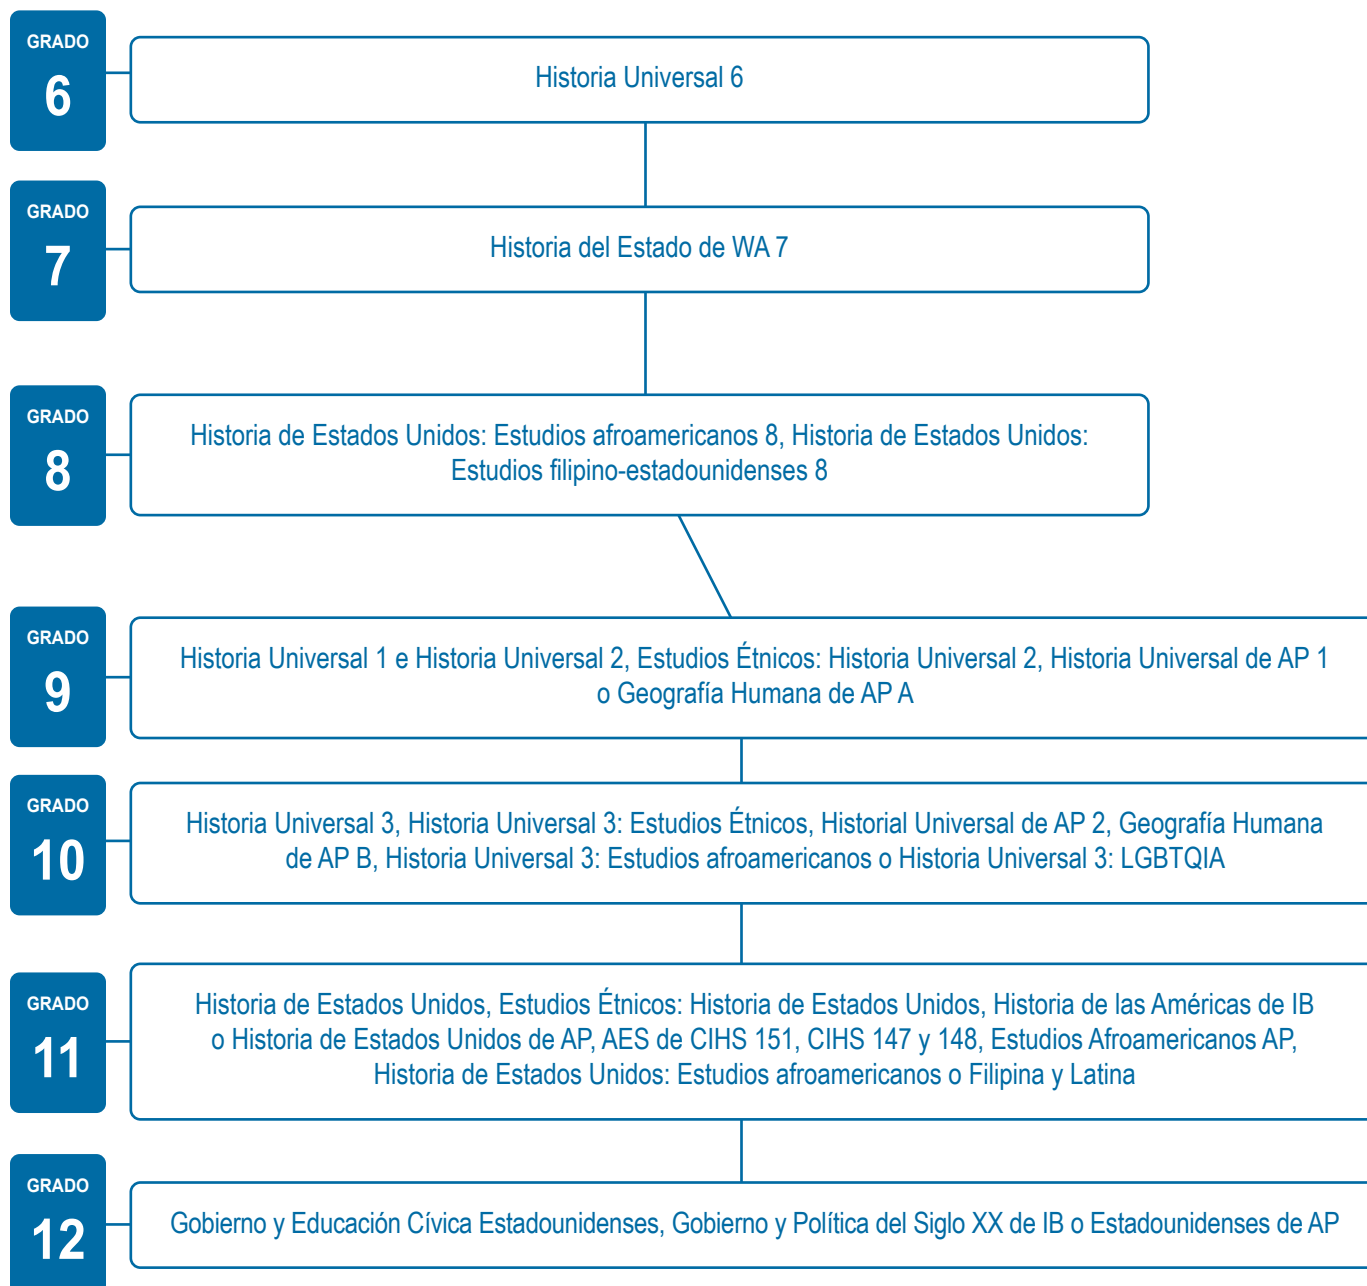 GRADO
6
Historia Universal 6
GRADO
7
Historia del Estado de WA 7
GRADO
8
Historia de Estados Unidos: Estudios afroamericanos 8, Historia de Estados Unidos:
Estudios filipino-estadounidenses 8
GRADO
9
Historia Universal 1 e Historia Universal 2, Estudios Étnicos: Historia Universal 2, Historia Universal de AP 1
o Geografía Humana de AP A
GRADO
10
Historia Universal 3, Historia Universal 3: Estudios Étnicos, Historial Universal de AP 2, Geografía Humana
de AP B, Historia Universal 3: Estudios afroamericanos o Historia Universal 3: LGBTQIA
GRADO
11
Historia de Estados Unidos, Estudios Étnicos: Historia de Estados Unidos, Historia de las Américas de IB
o Historia de Estados Unidos de AP, AES de CIHS 151, CIHS 147 y 148, Estudios Afroamericanos AP,
Historia de Estados Unidos: Estudios afroamericanos o Filipina y Latina
GRADO
12
Gobierno y Educación Cívica Estadounidenses, Gobierno y Política del Siglo XX de IB o Estadounidenses de AP